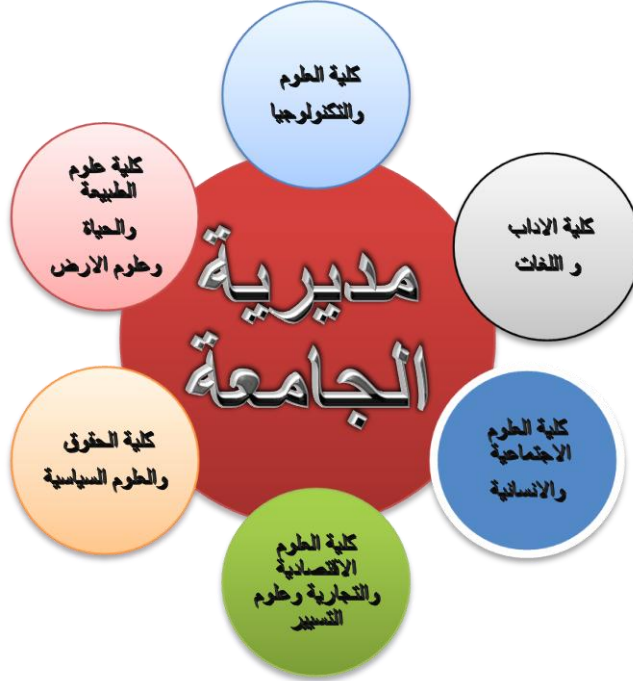 كلية العلوم
والتكنولوجيا
كلية الاداب
و اللغات
كلية العلوم
الاجتماعية
والانسانية
كلية العلوم
الاقتصادية
والتجارية وعلوم
التسيير
كلية الحقوق
والعلوم السياسية
كلية علوم
الطبيعة
والحياة
وعلوم الارض
مديرية
الجامعة